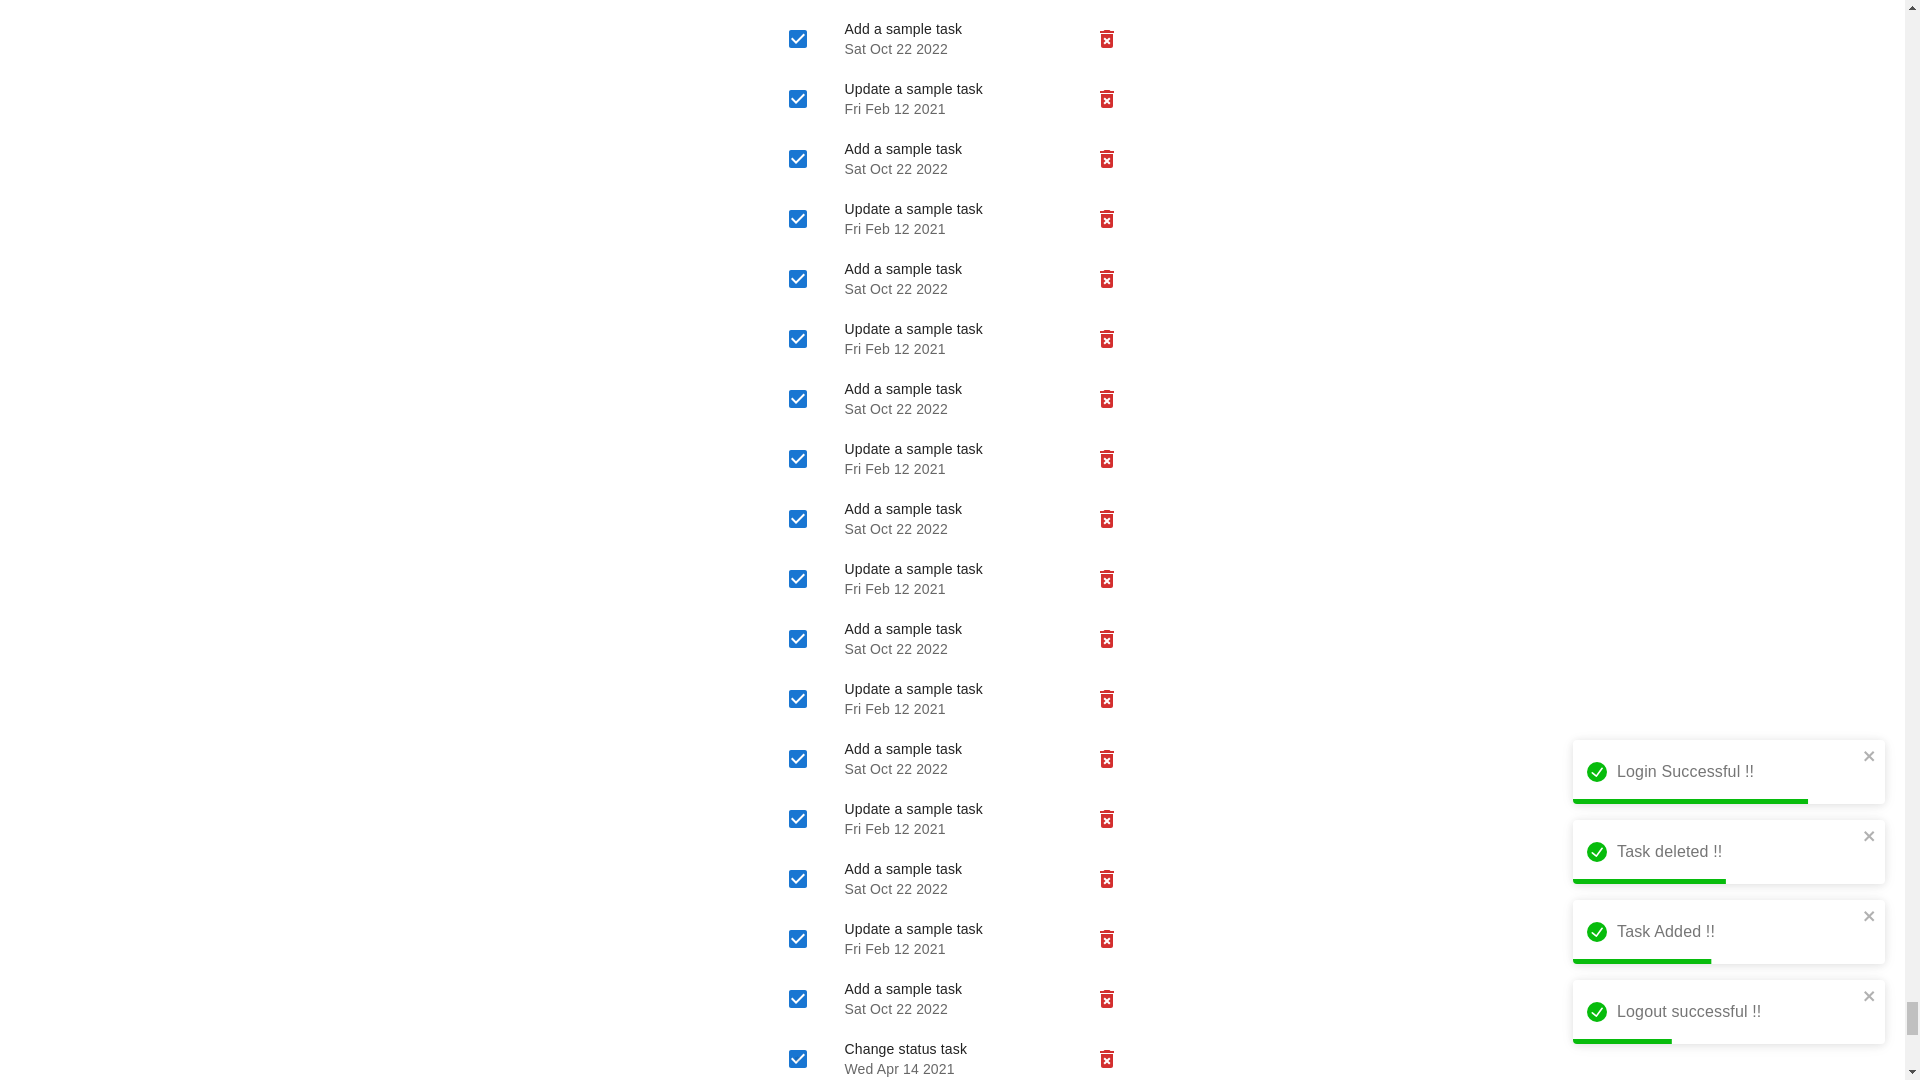 Add a sample task
Sat Oct 22 2022
Update a sample task
Fri Feb 12 2021
Add a sample task
Sat Oct 22 2022
Update a sample task
Fri Feb 12 2021
Add a sample task
Sat Oct 22 2022
Update a sample task
Fri Feb 12 2021
Add a sample task
Sat Oct 22 2022
Update a sample task
Fri Feb 12 2021
Add a sample task
Sat Oct 22 2022
Update a sample task
Fri Feb 12 2021
Add a sample task
Sat Oct 22 2022
Update a sample task
Fri Feb 12 2021
Add a sample task
Sat Oct 22 2022
Update a sample task
Fri Feb 12 2021
Add a sample task
Sat Oct 22 2022
Update a sample task
Fri Feb 12 2021
Add a sample task
Sat Oct 22 2022
Change status task
Wed Apr 14 2021
Login Successful !!
Task deleted !!
Task Added !!
Logout successful !!